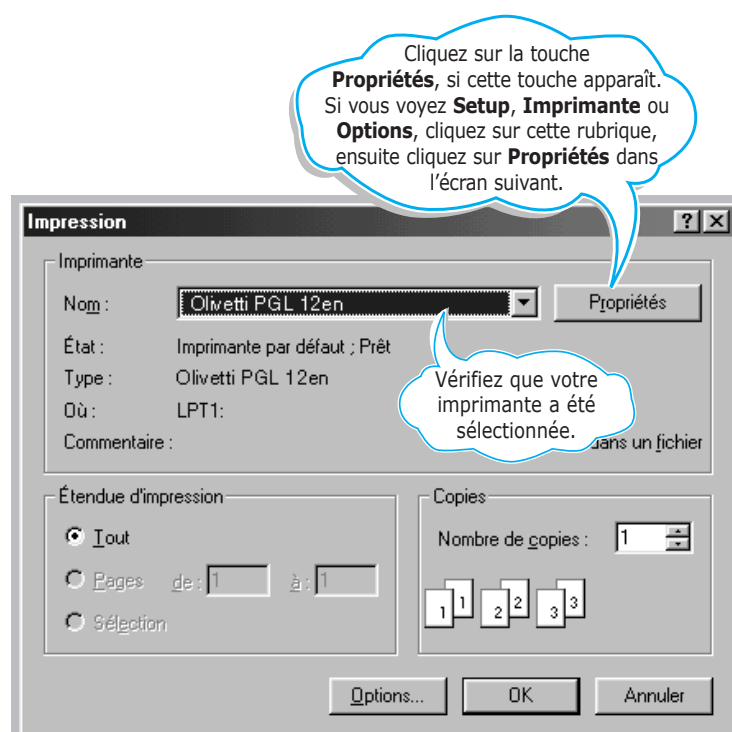 Cliquez sur la touche
Propriétés, si cette touche apparaît.
Si vous voyez Setup, Imprimante ou
Options, cliquez sur cette rubrique,
ensuite cliquez sur Propriétés dans
l'écran suivant.
Impression
Imprimante
Nom : Olivetti PGL 12en Propriétés
État : Imprimante par défaut ; Prêt
Type : Olivetti PGL 12en
Où : LPT1:
Commentaire : dans un fichier
Vérifiez que votre
imprimante a été
sélectionnée.
Étendue d'impression
Tout
Pages de : 1 à : 1
Sélection
Copies
Nombre de copies : 1
1 1 2 2 3 3
Options... OK Annuler